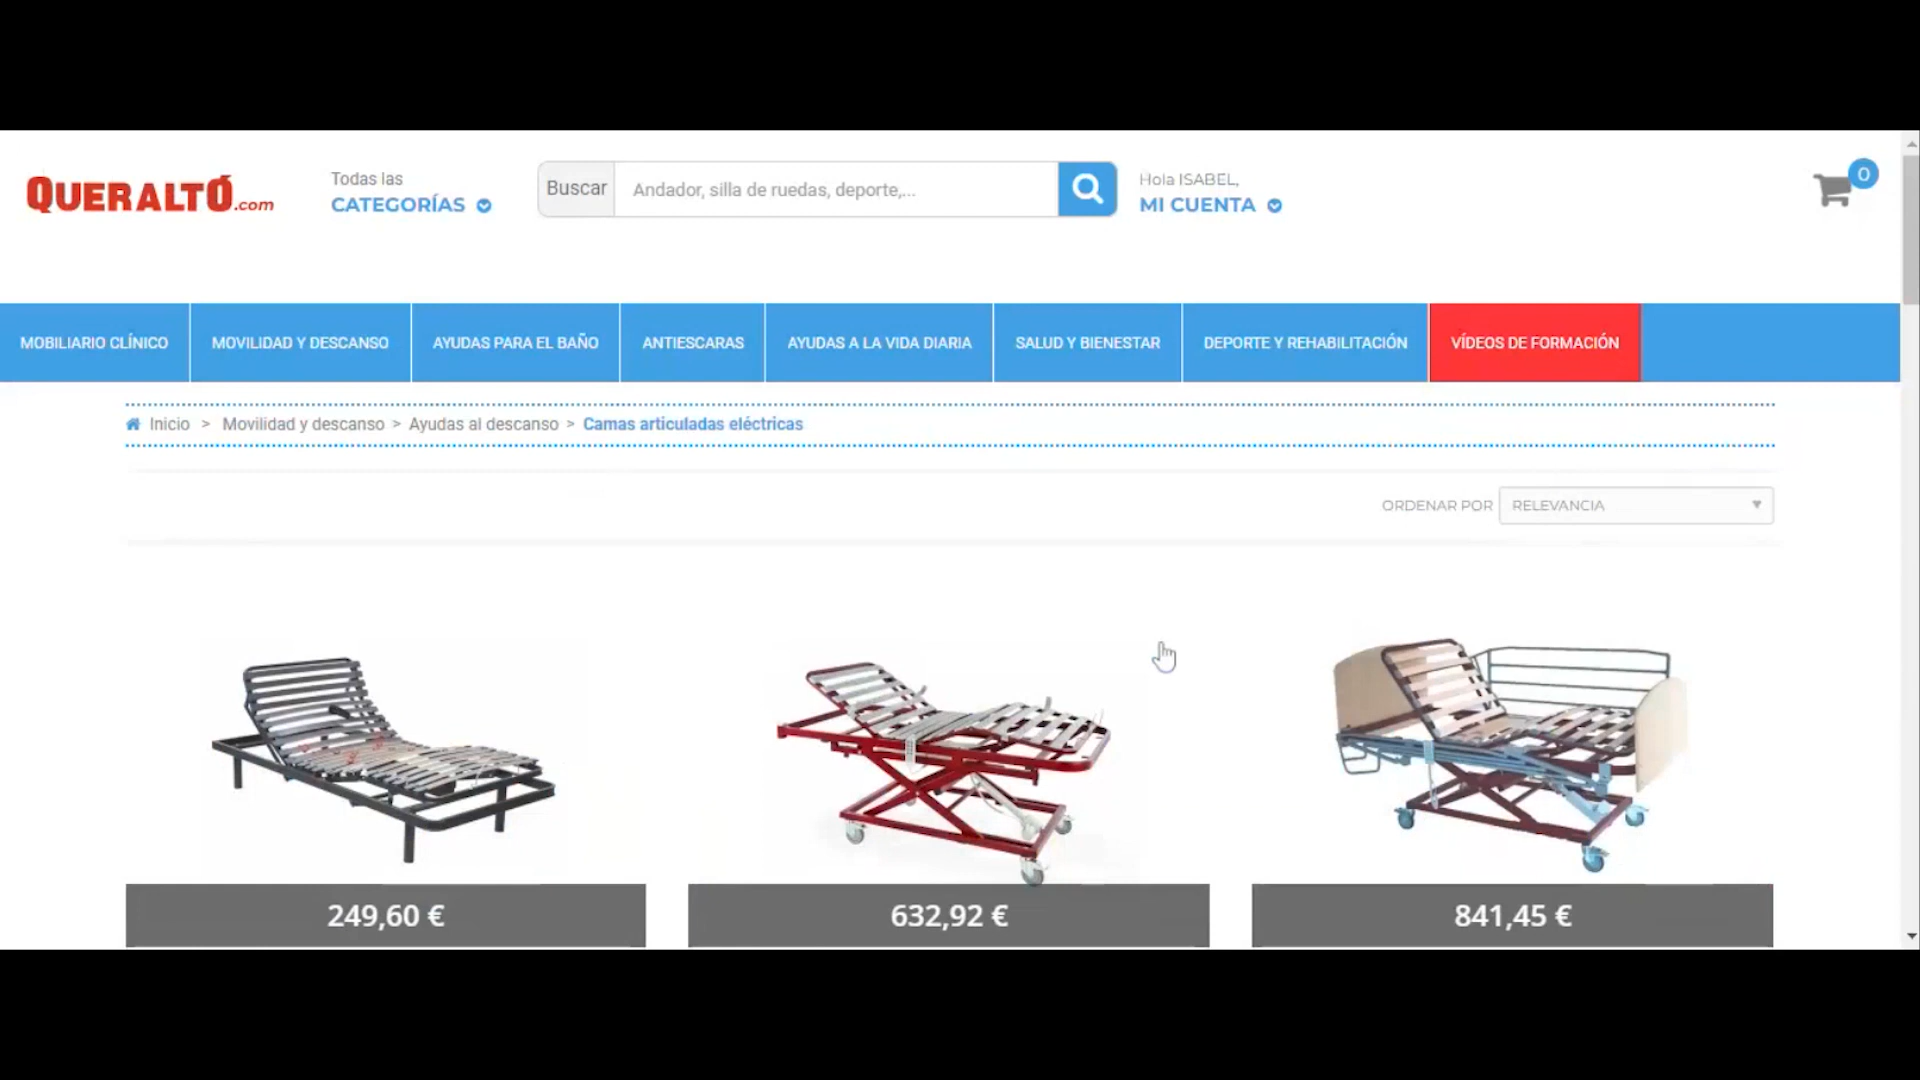 QUERALTÓ.com
Todas las
CATEGORÍAS
Buscar
Andador, silla de ruedas, deporte,...
Hola ISABEL,
MI CUENTA
0
MOBILIARIO CLÍNICO
MOVILIDAD Y DESCANSO
AYUDAS PARA EL BAÑO
ANTIESCARAS
AYUDAS A LA VIDA DIARIA
SALUD Y BIENESTAR
DEPORTE Y REHABILITACIÓN
VÍDEOS DE FORMACIÓN
Inicio > Movilidad y descanso > Ayudas al descanso > Camas articuladas eléctricas
ORDENAR POR RELEVANCIA
249,60 €
632,92 €
841,45 €